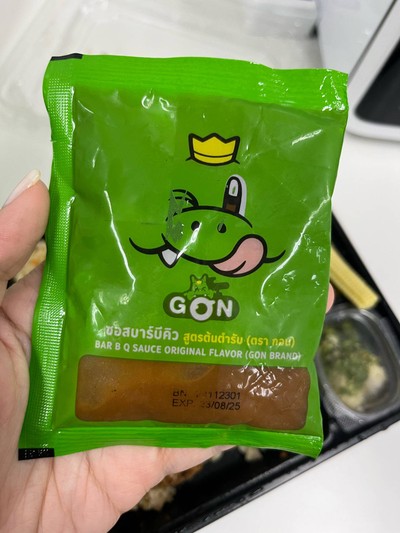 GON
ซอสบาร์บีคิว สูตรต้นตำรับ (ตรา กอน)
BAR B Q SAUCE ORIGINAL FLAVOR (GON BRAND)
BN
EXP